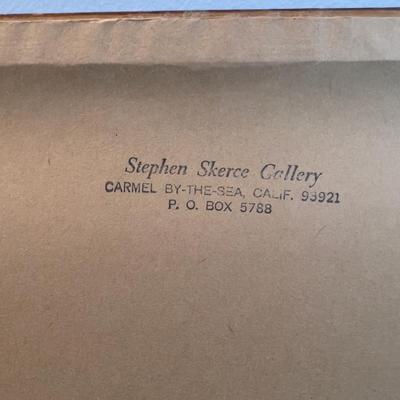 Stephen Skerce Gallery
CARMEL BY-THE-SEA, CALIF. 93921
P. O. BOX 5788